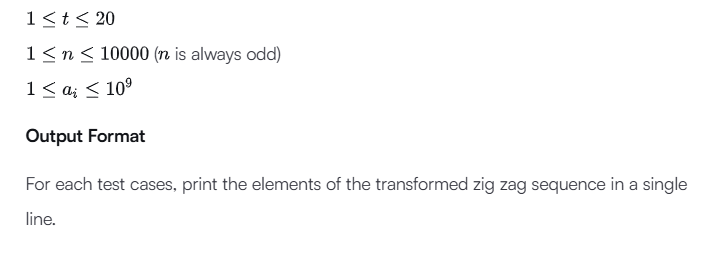 1 ≤ t ≤ 20
1 ≤ n ≤ 10000 (n is always odd)
1 ≤ aᵢ ≤ 10⁹
Output Format
For each test cases, print the elements of the transformed zig zag sequence in a single
line.